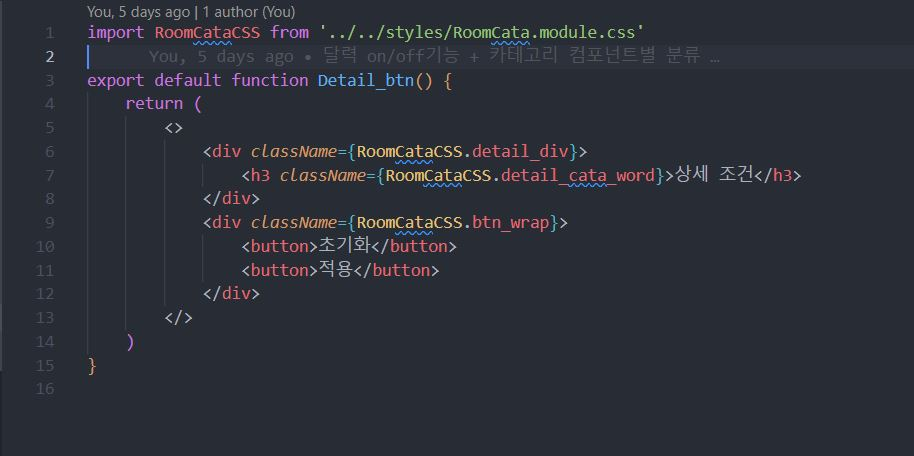 You, 5 days ago | 1 author (You)
1 import RoomCataCSS from '../../styles/RoomCata.module.css'
2 You, 5 days ago • 달력 on/off기능 + 카테고리 컴포넌트별 분류 …
3 export default function Detail_btn() {
4 return (
5 <>
6 <div className={RoomCataCSS.detail_div}>
7 <h3 className={RoomCataCSS.detail_cata_word}>상세 조건</h3>
8 </div>
9 <div className={RoomCataCSS.btn_wrap}>
10 <button>초기화</button>
11 <button>적용</button>
12 </div>
13 </>
14 )
15 }
16